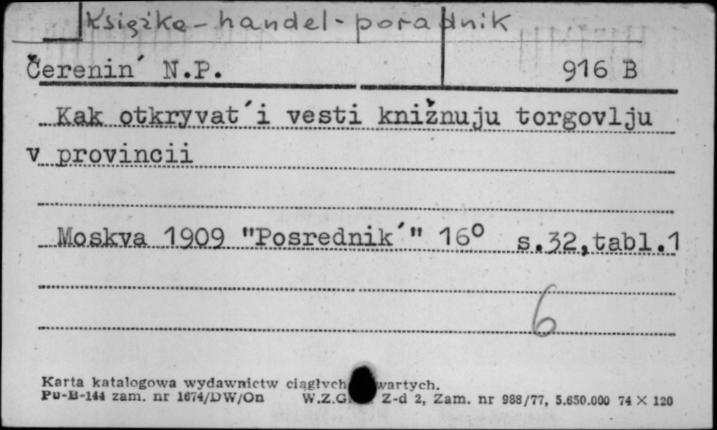 Książka - handel - poradnik
Čerenin´ N.P. 916 B
Kak otkryvat´i vesti knižnuju torgovlju
v provincii
Moskva 1909 "Posrednik´" 16° s.32,tabl.1
6
Karta katalogowa wydawnictw ciągłych wartych.
Pu-B-144 zam. nr 1674/DW/On W.Z.G. Z-d 2, Zam. nr 988/77, 5.650.000 74 × 120